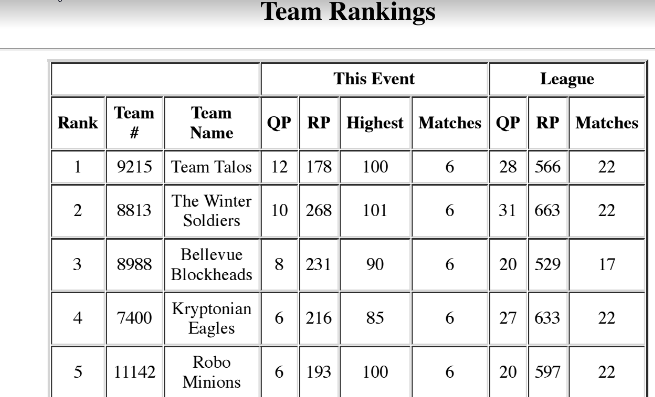 Team Rankings
This Event League
Rank Team # Team Name QP RP Highest Matches QP RP Matches
1 9215 Team Talos 12 178 100 6 28 566 22
2 8813 The Winter Soldiers 10 268 101 6 31 663 22
3 8988 Bellevue Blockheads 8 231 90 6 20 529 17
4 7400 Kryptonian Eagles 6 216 85 6 27 633 22
5 11142 Robo Minions 6 193 100 6 20 597 22